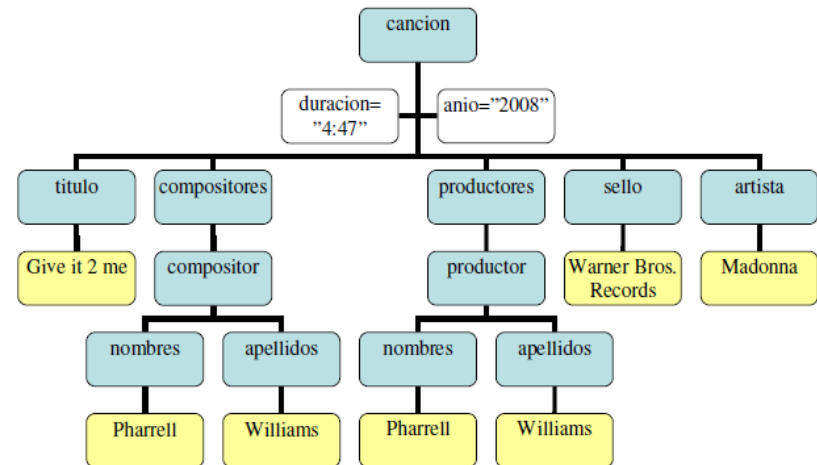 cancion
duracion=
”4:47”
anio=”2008”
titulo
compositores
productores
sello
artista
Give it 2 me
compositor
productor
Warner Bros.
Records
Madonna
nombres
apellidos
nombres
apellidos
Pharrell
Williams
Pharrell
Williams